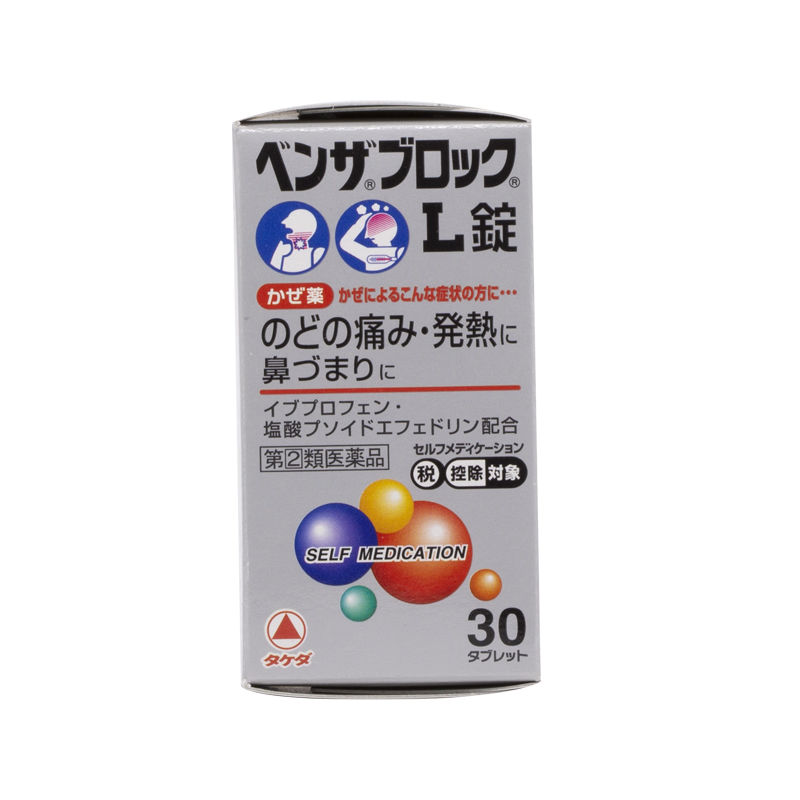 ベンザ®ブロック®
L錠
かぜ薬 かぜによるこんな症状の方に…
のどの痛み・発熱に
鼻づまりに
イブプロフェン・
塩酸プソイドエフェドリン配合
指②類医薬品
セルフメディケーション
税 控除対象
SELF MEDICATION
30
タブレット
タケダ